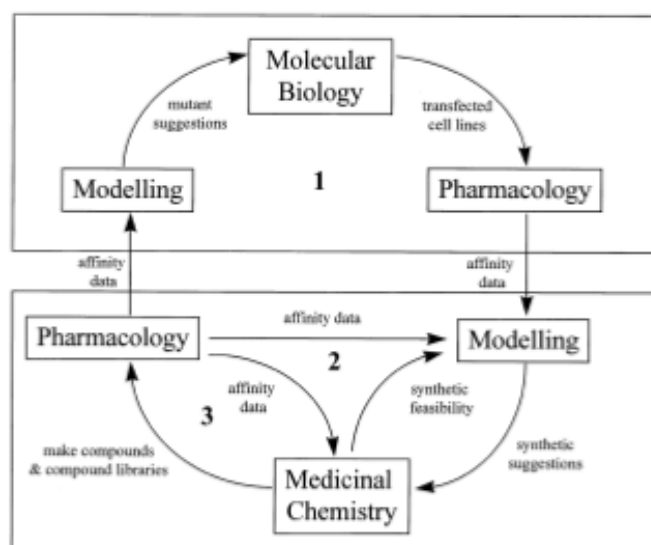 Molecular
Biology
mutant
suggestions
transfected
cell lines
Modelling
1
Pharmacology
affinity
data
affinity
data
Pharmacology
affinity data
Modelling
2
affinity
data
synthetic
feasibility
3
make compounds
& compound libraries
synthetic
suggestions
Medicinal
Chemistry